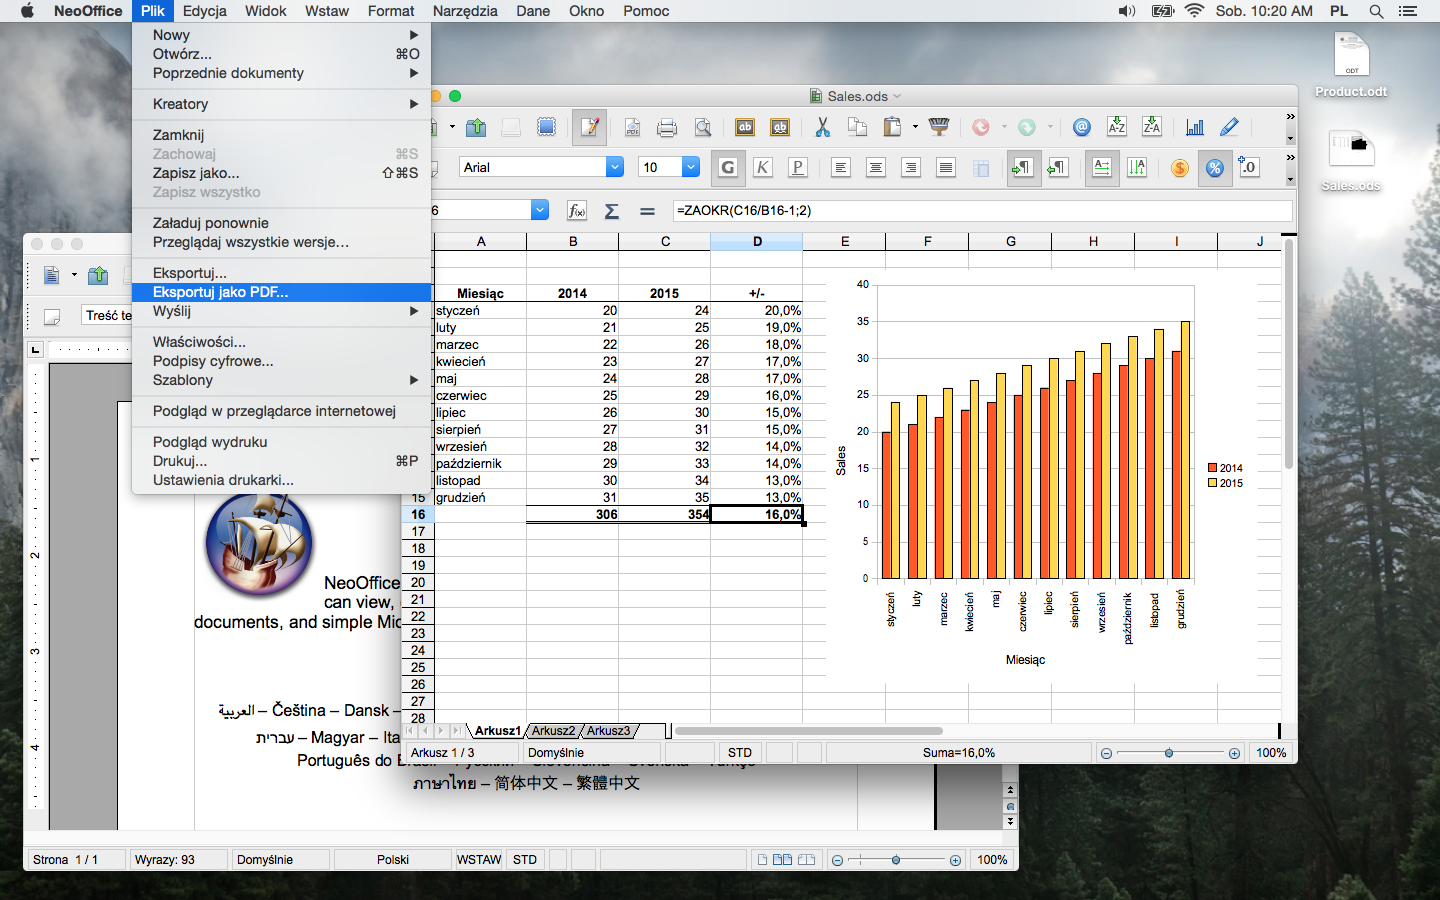 NeoOffice Plik Edycja Widok Wstaw Format Narzędzia Dane Okno Pomoc Sob. 10:20 AM PL
Nowy
Otwórz... ⌘O
Poprzednie dokumenty
Kreatory
Zamknij
Zachowaj ⌘S
Zapisz jako... ⇧⌘S
Zapisz wszystko
Załaduj ponownie
Przeglądaj wszystkie wersje...
Eksportuj...
Eksportuj jako PDF...
Wyślij
Właściwości...
Podpisy cyfrowe...
Szablony
Podgląd w przeglądarce internetowej
Podgląd wydruku
Drukuj... ⌘P
Ustawienia drukarki...
ODT
Product.odt
Sales.ods
Sales.ods
Arial 10 G K P
6 f(x) Σ = =ZAOKR(C16/B16-1;2)
A B C D E F G H I J
Miesiąc 2014 2015 +/-
styczeń 20 24 20,0%
luty 21 25 19,0%
marzec 22 26 18,0%
kwiecień 23 27 17,0%
maj 24 28 17,0%
czerwiec 25 29 16,0%
lipiec 26 30 15,0%
sierpień 27 31 15,0%
wrzesień 28 32 14,0%
październik 29 33 14,0%
listopad 30 34 13,0%
15 grudzień 31 35 13,0%
16 306 354 16,0%
17
18
19
20
21
22
23
24
25
26
27
28
40
35
30
25
20
15
10
5
0
Sales
styczeń luty marzec kwiecień maj czerwiec lipiec sierpień wrzesień październik listopad grudzień
Miesiąc
2014
2015
Arkusz1 Arkusz2 Arkusz3
Arkusz 1 / 3 Domyślnie STD Suma=16,0% 100%
Treść te
1
2
3
4
NeoOffice
can view,
documents, and simple Mic
العربية – Čeština – Dansk –
עברית – Magyar – Ita
Português do Brasil – Русский – Slovenčina – Svenska – Türkçe
ภาษาไทย – 简体中文 – 繁體中文
Strona 1 / 1 Wyrazy: 93 Domyślnie Polski WSTAW STD 100%